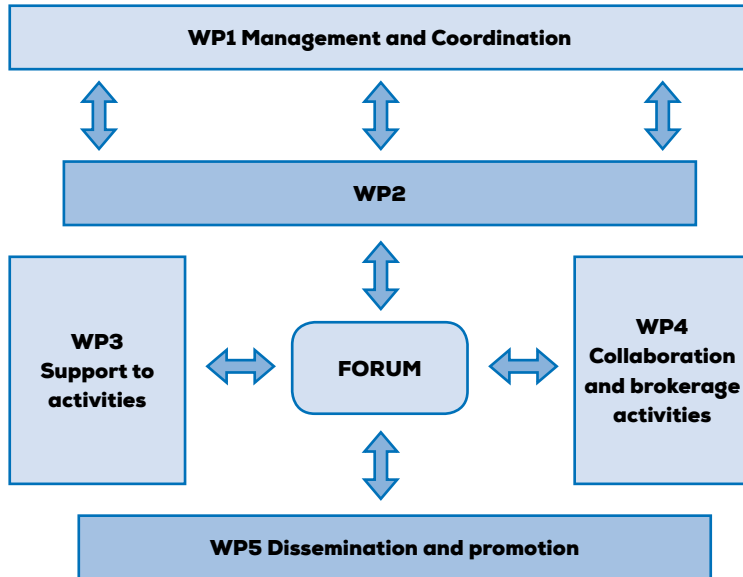 WP1 Management and Coordination
WP2
WP3
Support to
activities
FORUM
WP4
Collaboration
and brokerage
activities
WP5 Dissemination and promotion